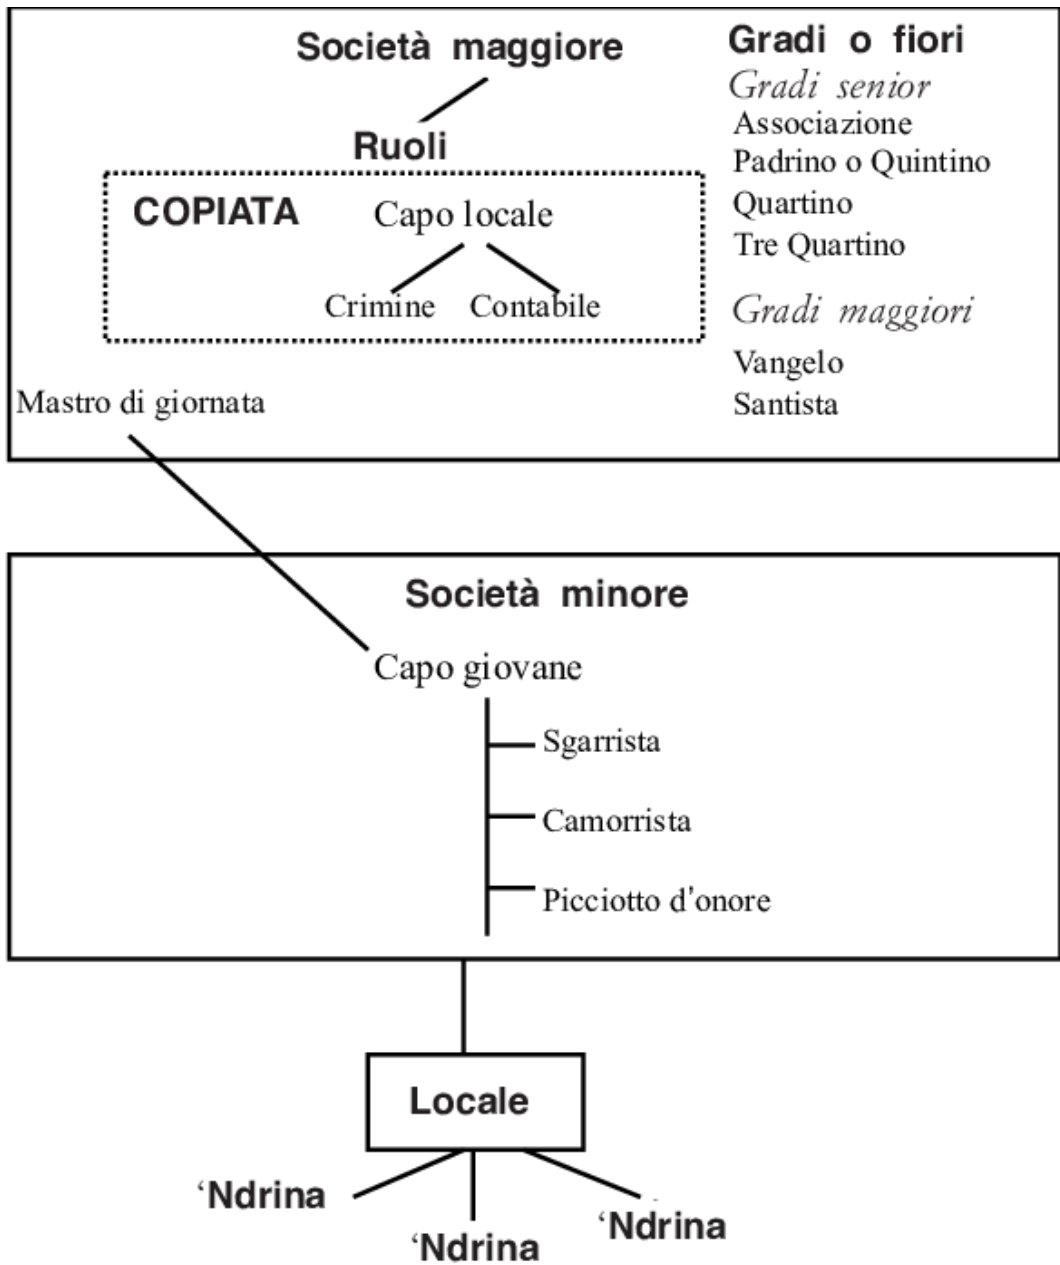 Società maggiore
Ruoli
COPIATA
Capo locale
Crimine
Contabile
Mastro di giornata
Gradi o fiori
Gradi senior
Associazione
Padrino o Quintino
Quartino
Tre Quartino
Gradi maggiori
Vangelo
Santista
Società minore
Capo giovane
Sgarrista
Camorrista
Picciotto d'onore
Locale
‘Ndrina
‘Ndrina
‘Ndrina